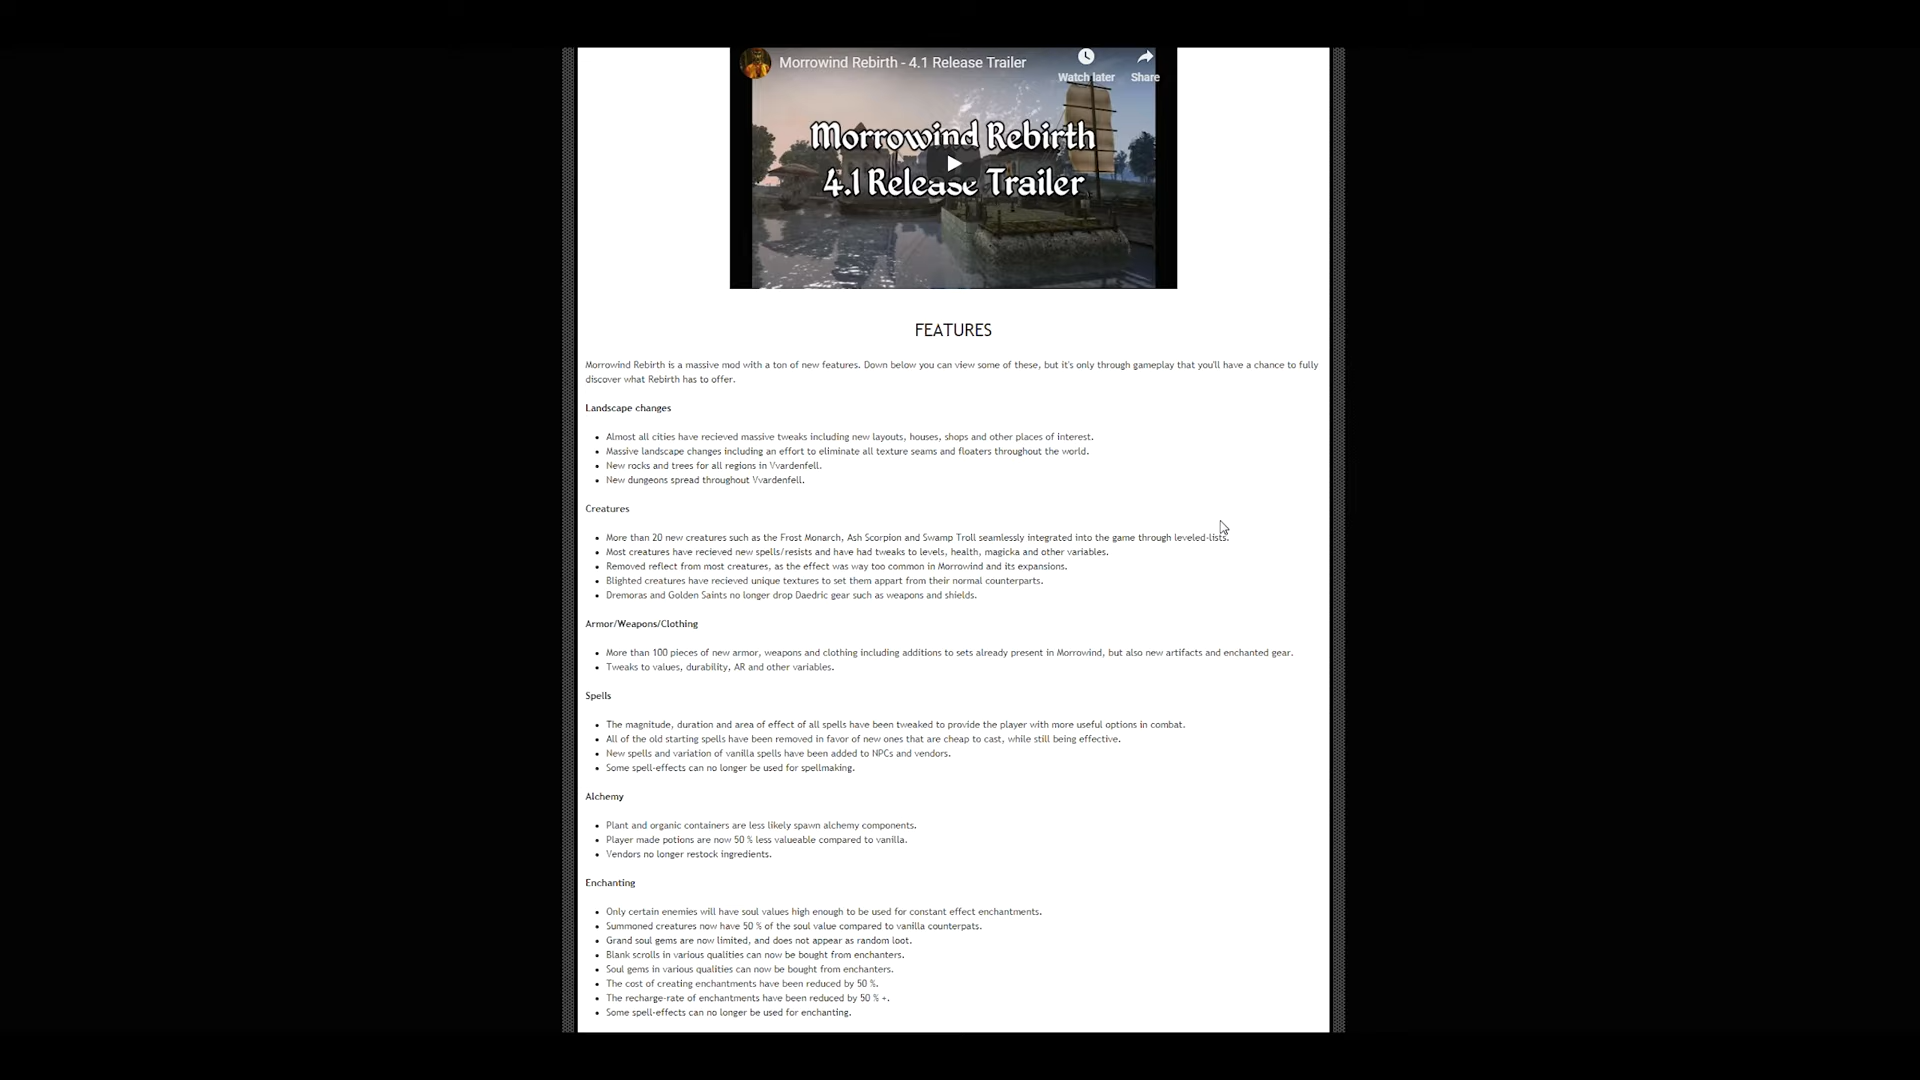 Morrowind Rebirth - 4.1 Release Trailer
Watch later
Share
Morrowind Rebirth
4.1 Release Trailer
FEATURES
Morrowind Rebirth is a massive mod with a ton of new features. Down below you can view some of these, but it's only through gameplay that you'll have a chance to fully
discover what Rebirth has to offer.
Landscape changes
Almost all cities have recieved massive tweaks including new layouts, houses, shops and other places of interest.
Massive landscape changes including an effort to eliminate all texture seams and floaters throughout the world.
New rocks and trees for all regions in Vvardenfell.
New dungeons spread throughout Vvardenfell.
Creatures
More than 20 new creatures such as the Frost Monarch, Ash Scorpion and Swamp Troll seamlessly integrated into the game through leveled-lists.
Most creatures have recieved new spells/resists and have had tweaks to levels, health, magicka and other variables.
Removed reflect from most creatures, as the effect was way too common in Morrowind and its expansions.
Blighted creatures have recieved unique textures to set them appart from their normal counterparts.
Dremoras and Golden Saints no longer drop Daedric gear such as weapons and shields.
Armor/Weapons/Clothing
More than 100 pieces of new armor, weapons and clothing including additions to sets already present in Morrowind, but also new artifacts and enchanted gear.
Tweaks to values, durability, AR and other variables.
Spells
The magnitude, duration and area of effect of all spells have been tweaked to provide the player with more useful options in combat.
All of the old starting spells have been removed in favor of new ones that are cheap to cast, while still being effective.
New spells and variation of vanilla spells have been added to NPCs and vendors.
Some spell-effects can no longer be used for spellmaking.
Alchemy
Plant and organic containers are less likely spawn alchemy components.
Player made potions are now 50 % less valueable compared to vanilla.
Vendors no longer restock ingredients.
Enchanting
Only certain enemies will have soul values high enough to be used for constant effect enchantments.
Summoned creatures now have 50 % of the soul value compared to vanilla counterpats.
Grand soul gems are now limited, and does not appear as random loot.
Blank scrolls in various qualities can now be bought from enchanters.
Soul gems in various qualities can now be bought from enchanters.
The cost of creating enchantments have been reduced by 50 %.
The recharge-rate of enchantments have been reduced by 50 % +.
Some spell-effects can no longer be used for enchanting.